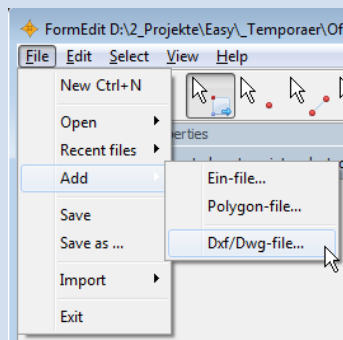 FormEdit D:\2_Projekte\Easy\_Temporaer\Of
File Edit Select View Help
New Ctrl+N
Open
Recent files
Add
Save
Save as ...
Import
Exit
Ein-file...
Polygon-file...
Dxf/Dwg-file...